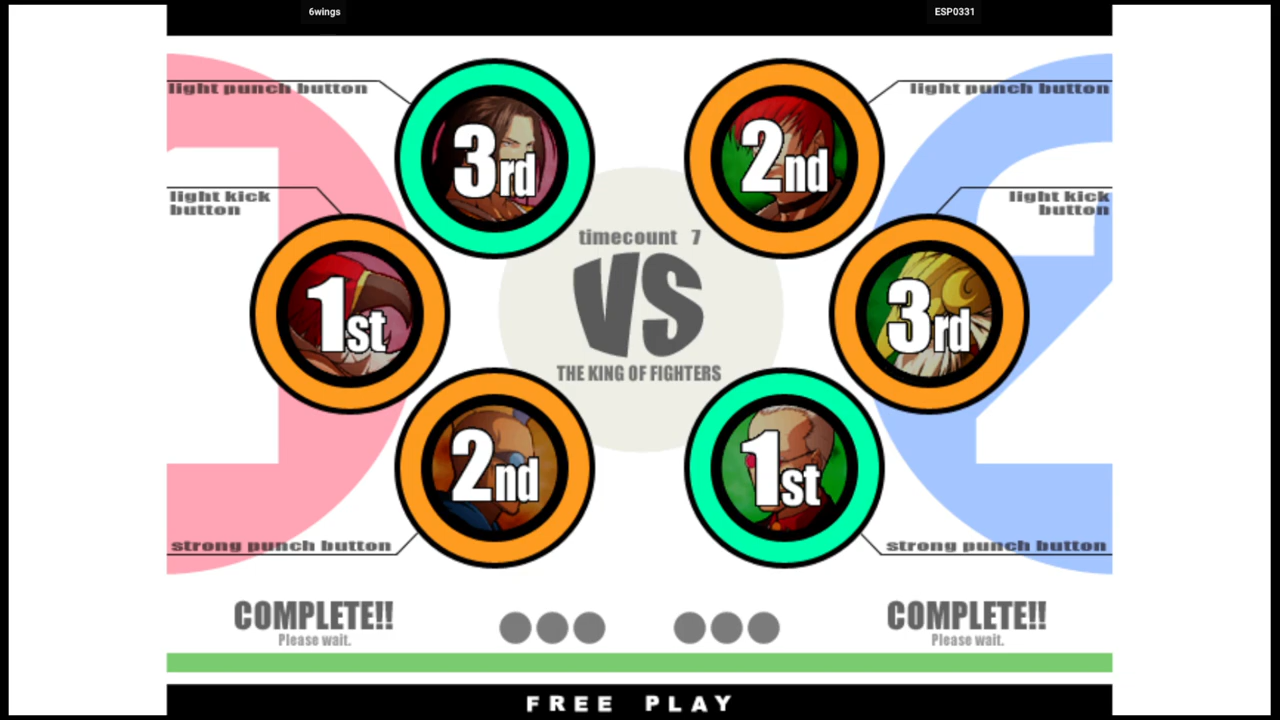 6wings
ESP0331
light punch button
light punch button
3rd
2nd
light kick
button
light kick
button
timecount 7
VS
THE KING OF FIGHTERS
1st
3rd
2nd
1st
strong punch button
strong punch button
COMPLETE!!
Please wait.
COMPLETE!!
Please wait.
FREE PLAY